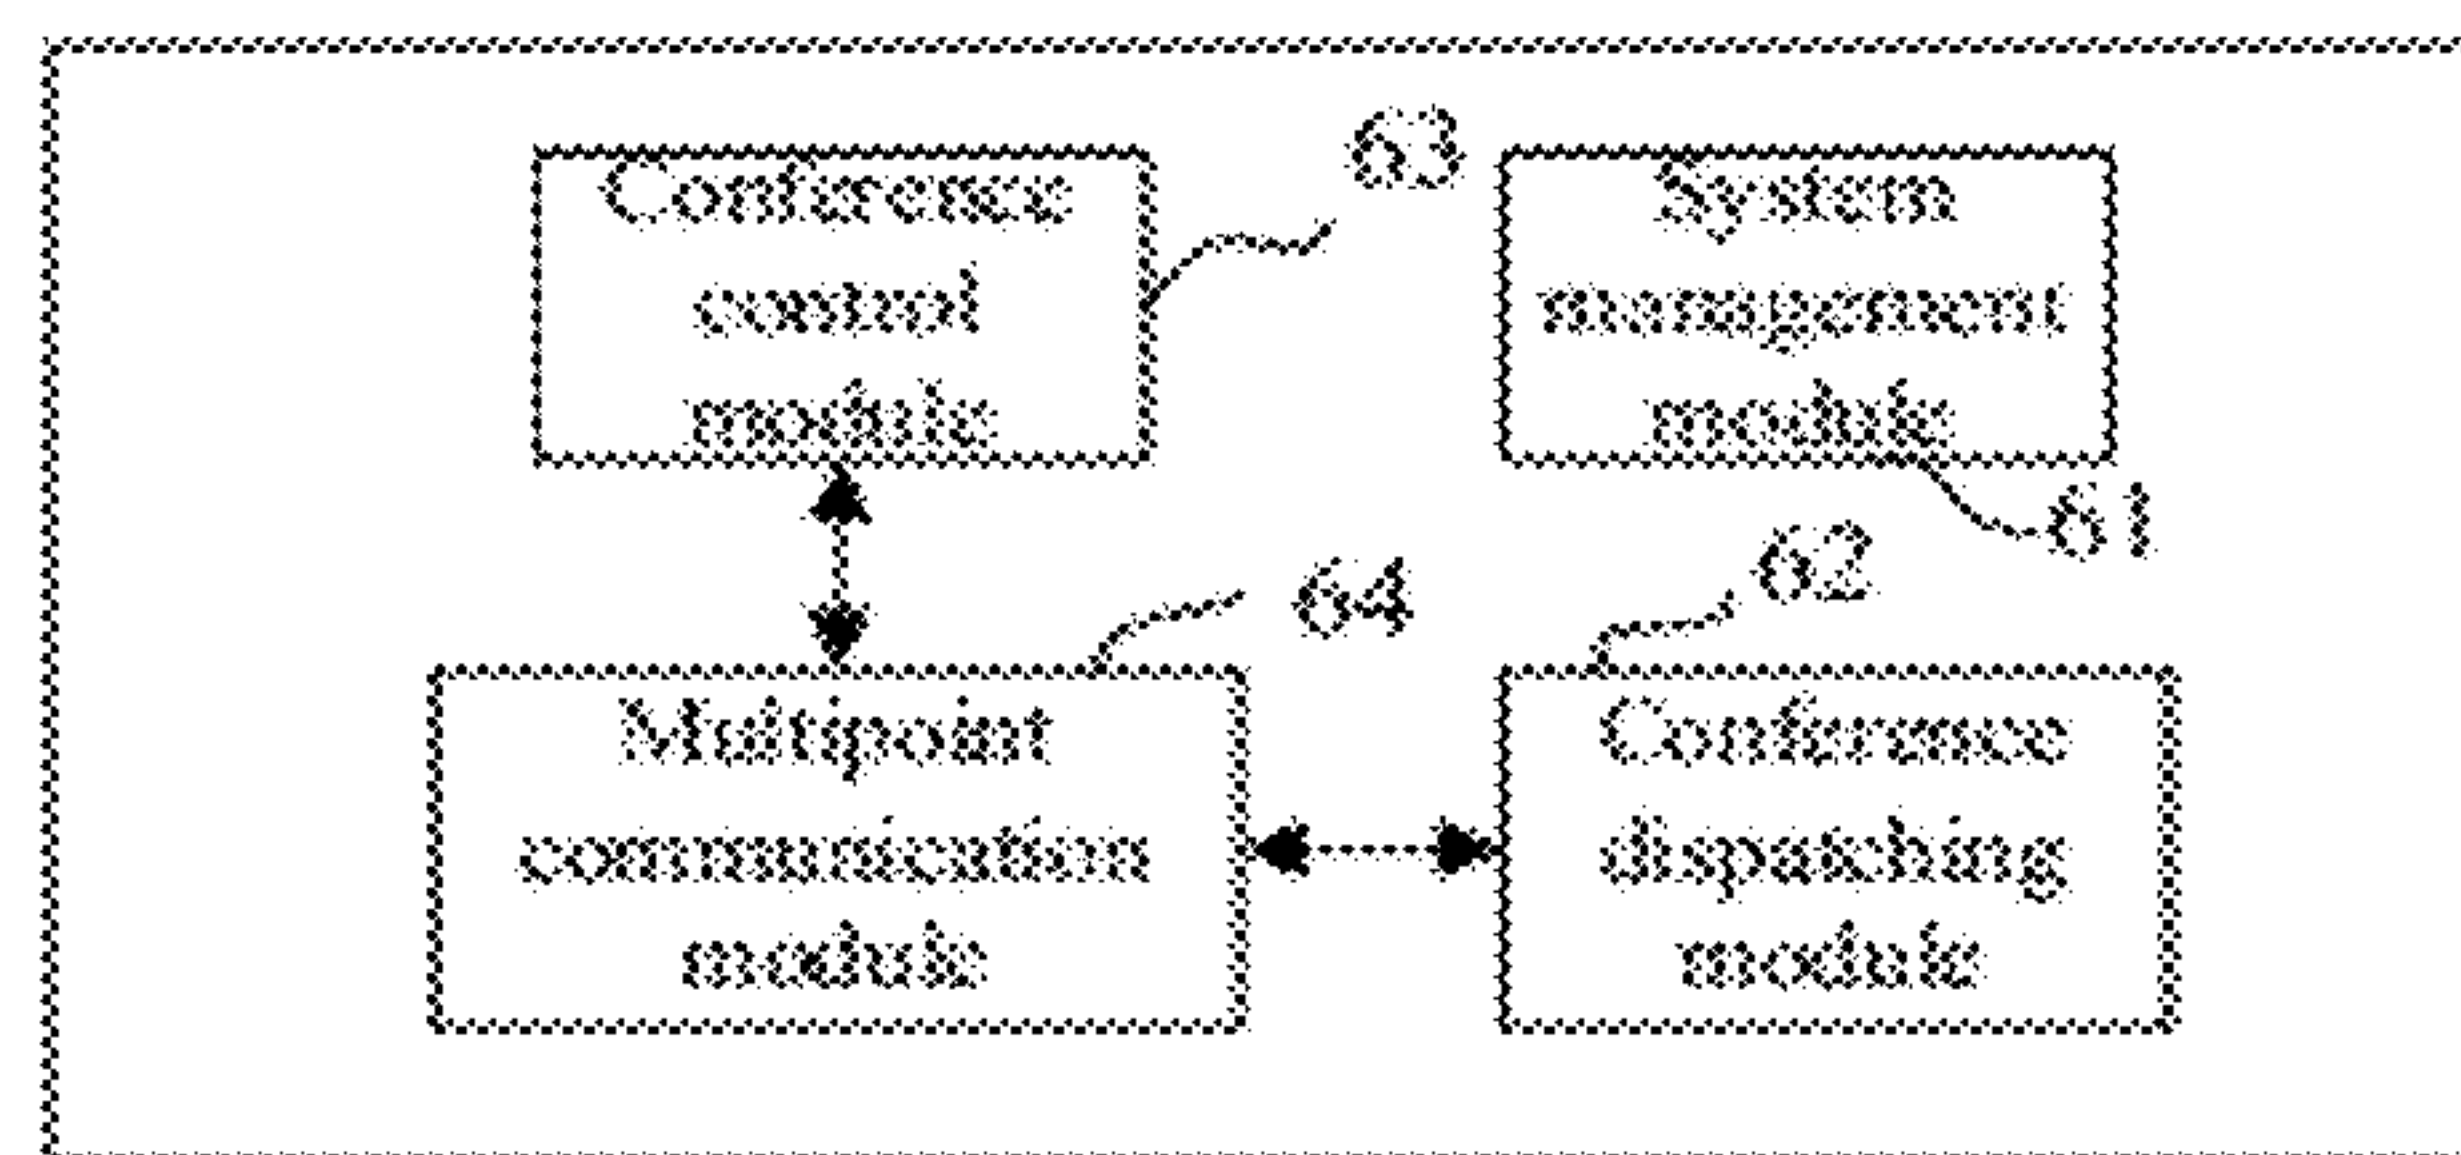 63
Conference
control
module
System
management
module
61
62
64
Multipoint
communication
module
Conference
dispatching
module